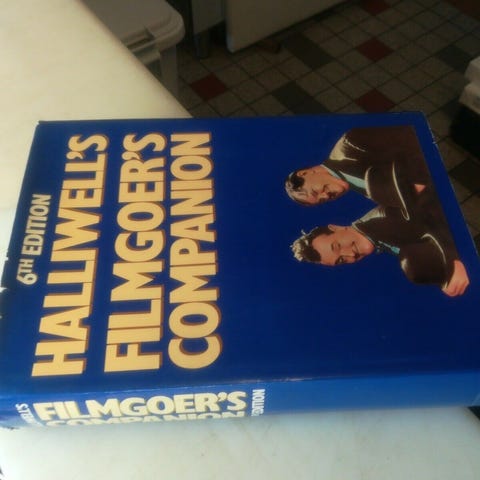 6TH EDITION
HALLIWELL'S
FILMGOER'S
COMPANION
FILMGOER'S
COMPANION
EDITION